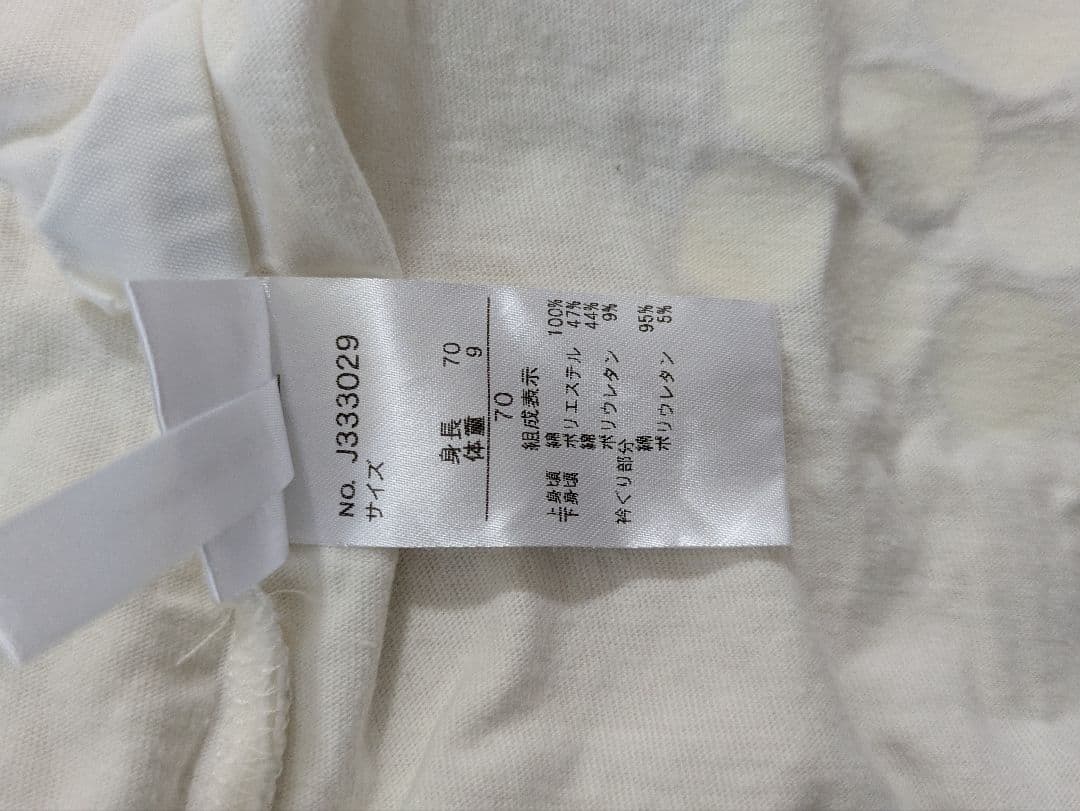 NO. J333029
サイズ
身長 70
体重 9
70
組成表示
上身頃 綿 100%
下身頃 ポリエステル 47%
綿 44%
ポリウレタン 9%
衿ぐり部分
綿 95%
ポリウレタン 5%